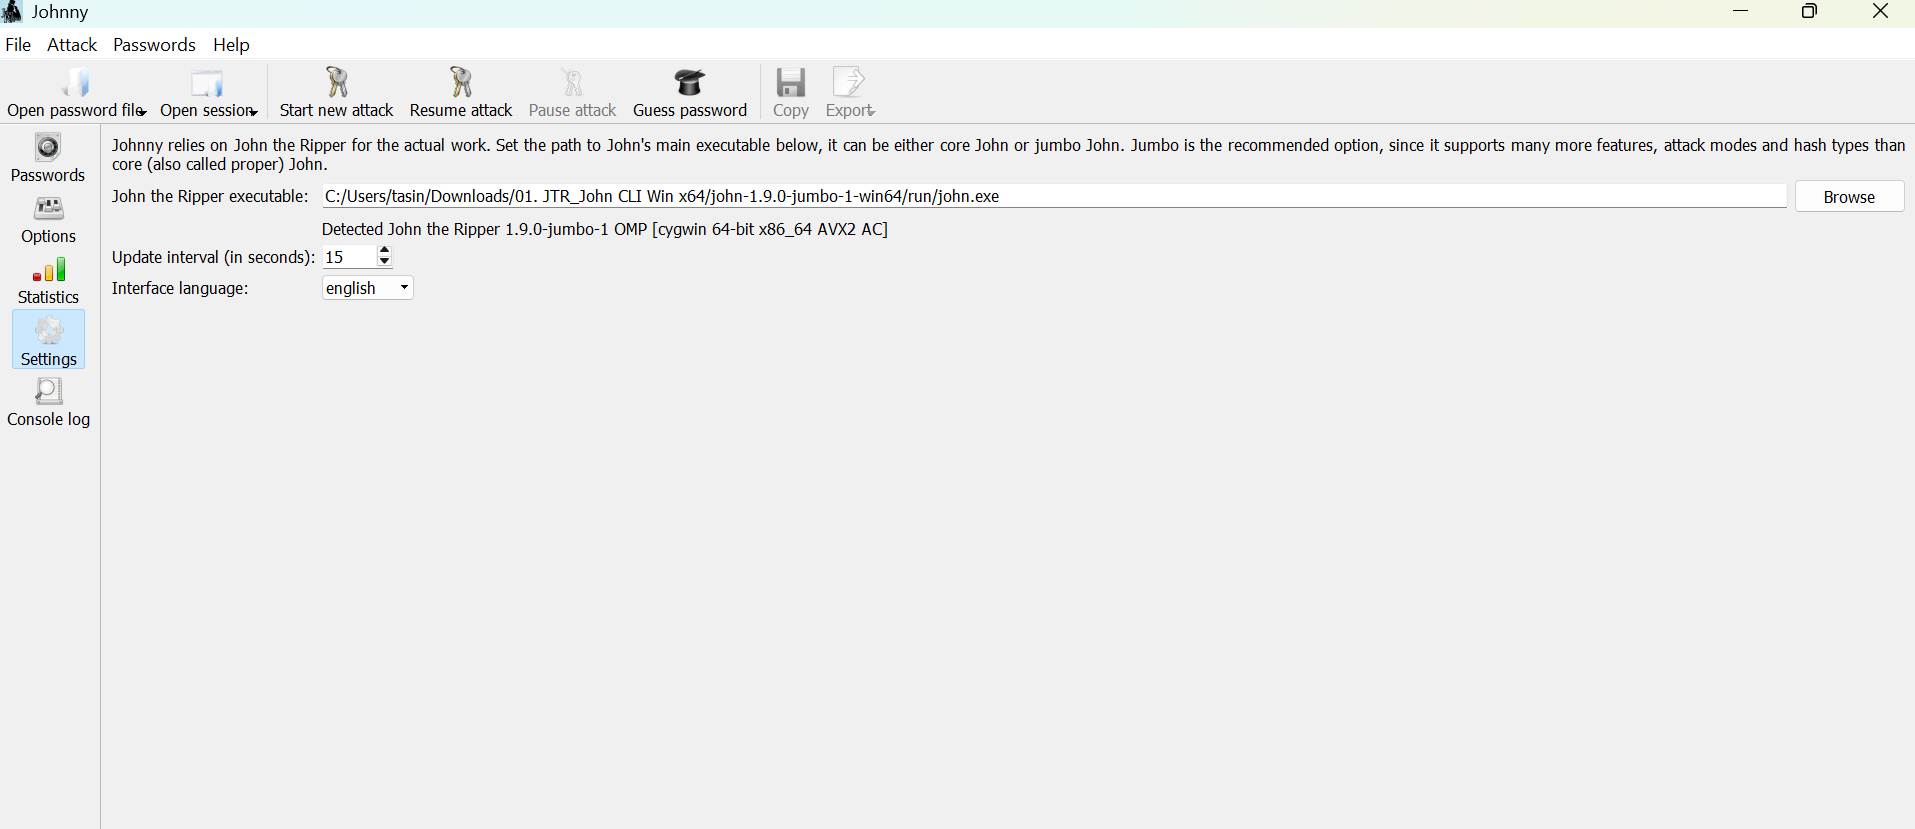 Johnny
File Attack Passwords Help
Open password file Open session Start new attack Resume attack Pause attack Guess password Copy Export
Passwords
Options
Statistics
Settings
Console log
Johnny relies on John the Ripper for the actual work. Set the path to John's main executable below, it can be either core John or jumbo John. Jumbo is the recommended option, since it supports many more features, attack modes and hash types than
core (also called proper) John.
John the Ripper executable: C:/Users/tasin/Downloads/01. JTR_John CLI Win x64/john-1.9.0-jumbo-1-win64/run/john.exe Browse
Detected John the Ripper 1.9.0-jumbo-1 OMP [cygwin 64-bit x86_64 AVX2 AC]
Update interval (in seconds): 15
Interface language: english